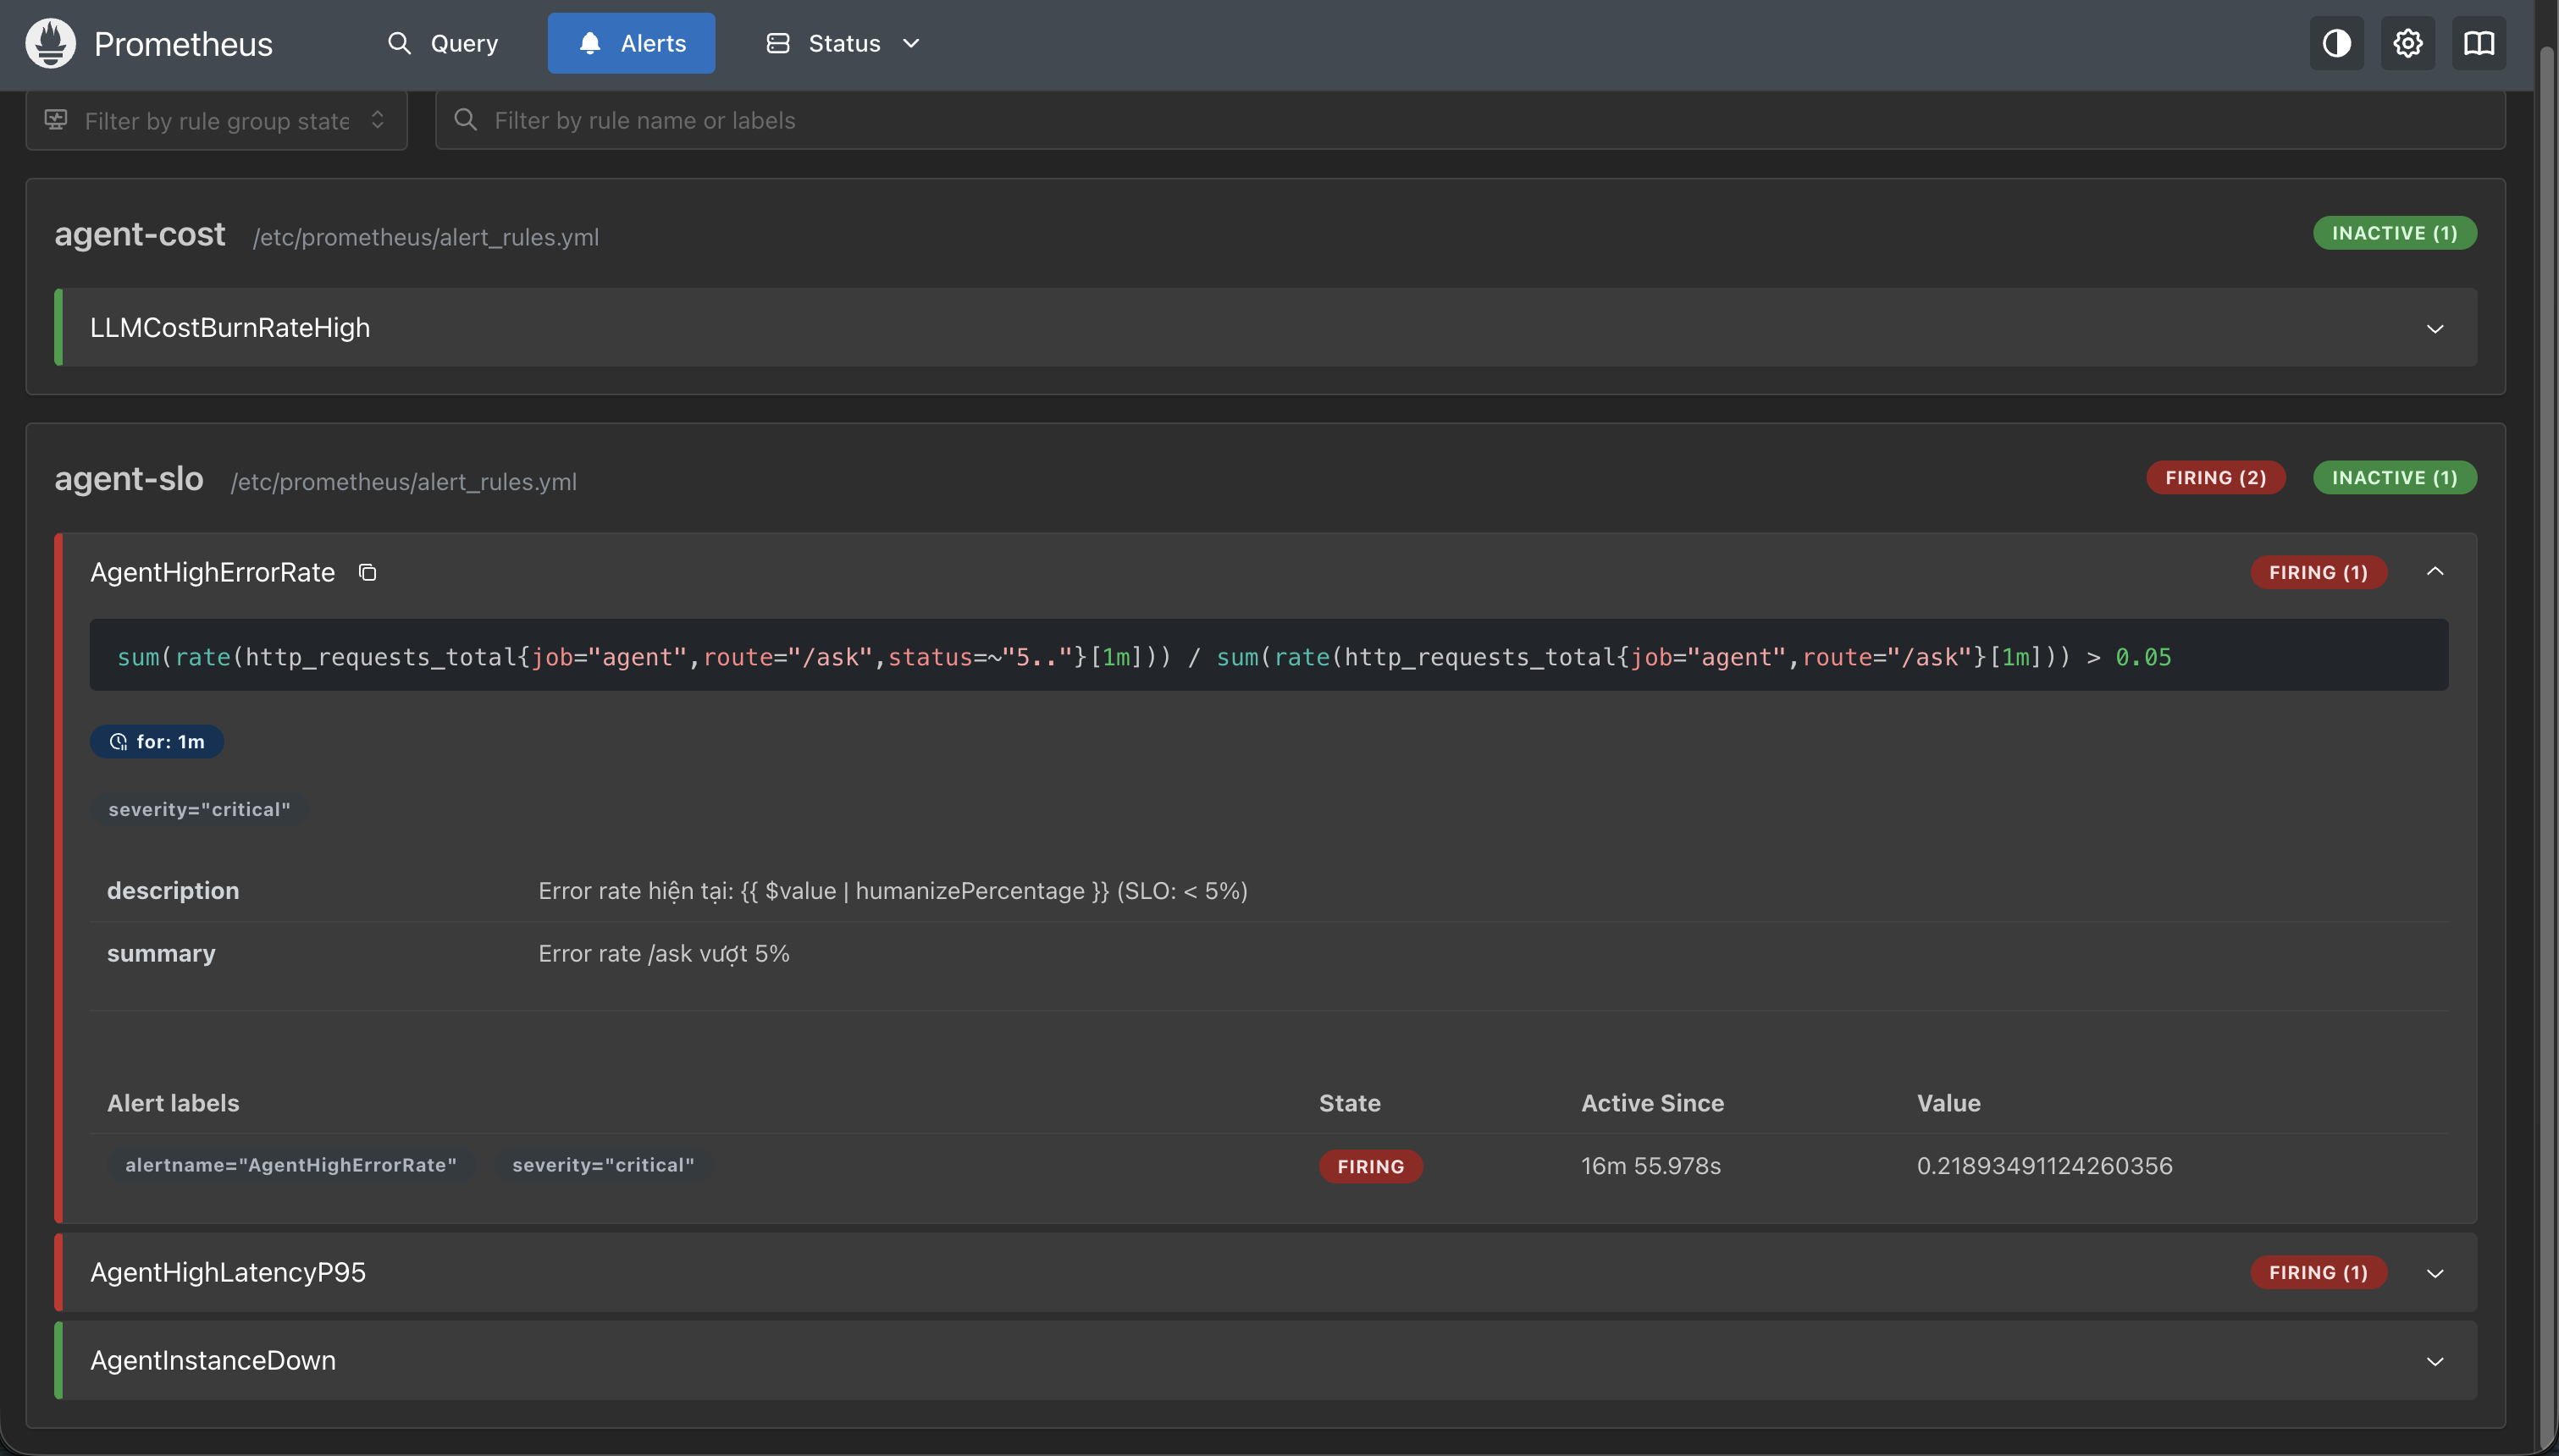 Prometheus Query Alerts Status
Filter by rule group state Filter by rule name or labels
agent-cost /etc/prometheus/alert_rules.yml INACTIVE (1)
LLMCostBurnRateHigh
agent-slo /etc/prometheus/alert_rules.yml FIRING (2) INACTIVE (1)
AgentHighErrorRate FIRING (1)
sum(rate(http_requests_total{job="agent",route="/ask",status=~"5.."}[1m])) / sum(rate(http_requests_total{job="agent",route="/ask"}[1m])) > 0.05
for: 1m
severity="critical"
description Error rate hiện tại: {{ $value | humanizePercentage }} (SLO: < 5%)
summary Error rate /ask vượt 5%
Alert labels State Active Since Value
alertname="AgentHighErrorRate" severity="critical" FIRING 16m 55.978s 0.21893491124260356
AgentHighLatencyP95 FIRING (1)
AgentInstanceDown